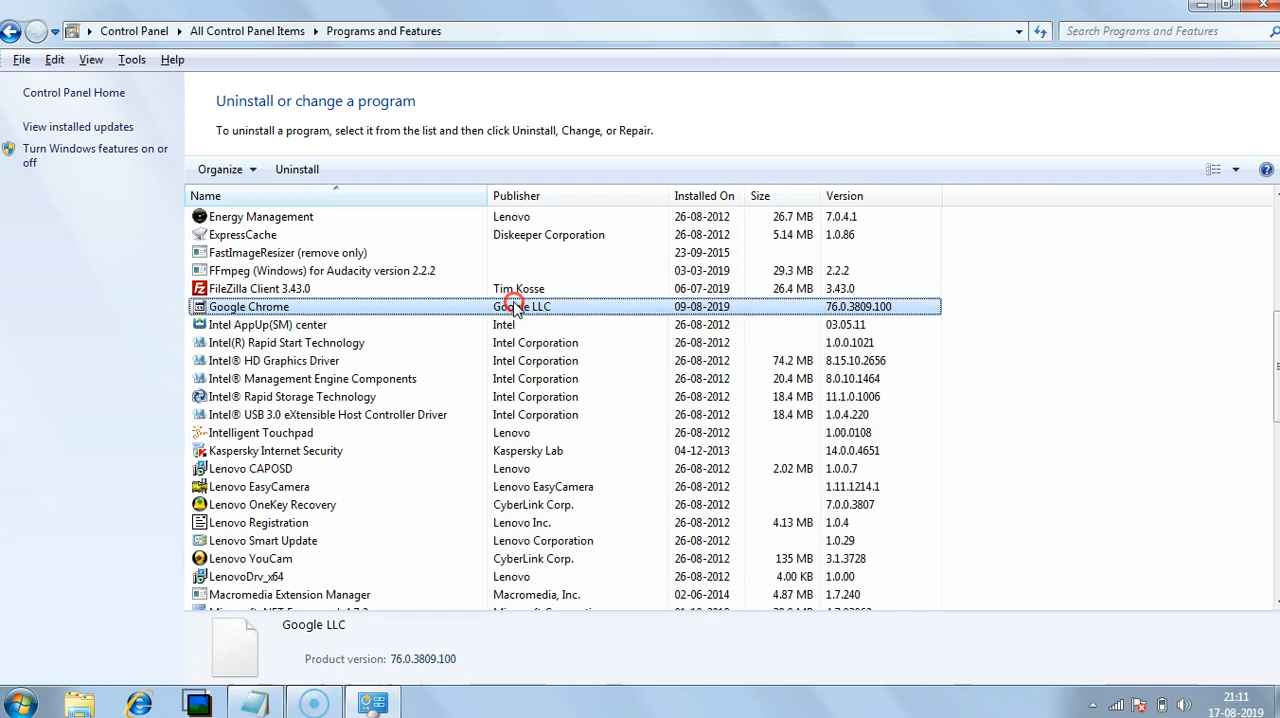 Control Panel All Control Panel Items Programs and Features Search Programs and Features
File Edit View Tools Help
Control Panel Home
View installed updates
Turn Windows features on or
off
Uninstall or change a program
To uninstall a program, select it from the list and then click Uninstall, Change, or Repair.
Organize Uninstall
Name Publisher Installed On Size Version
Energy Management Lenovo 26-08-2012 26.7 MB 7.0.4.1
ExpressCache Diskeeper Corporation 26-08-2012 5.14 MB 1.0.86
FastImageResizer (remove only) 23-09-2015
FFmpeg (Windows) for Audacity version 2.2.2 03-03-2019 29.3 MB 2.2.2
FileZilla Client 3.43.0 Tim Kosse 06-07-2019 26.4 MB 3.43.0
Google Chrome Google LLC 09-08-2019 76.0.3809.100
Intel AppUp(SM) center Intel 26-08-2012 03.05.11
Intel(R) Rapid Start Technology Intel Corporation 26-08-2012 1.0.0.1021
Intel® HD Graphics Driver Intel Corporation 26-08-2012 74.2 MB 8.15.10.2656
Intel® Management Engine Components Intel Corporation 26-08-2012 20.4 MB 8.0.10.1464
Intel® Rapid Storage Technology Intel Corporation 26-08-2012 18.4 MB 11.1.0.1006
Intel® USB 3.0 eXtensible Host Controller Driver Intel Corporation 26-08-2012 18.4 MB 1.0.4.220
Intelligent Touchpad Lenovo 26-08-2012 1.00.0108
Kaspersky Internet Security Kaspersky Lab 04-12-2013 14.0.0.4651
Lenovo CAPOSD Lenovo 26-08-2012 2.02 MB 1.0.0.7
Lenovo EasyCamera Lenovo EasyCamera 26-08-2012 1.11.1214.1
Lenovo OneKey Recovery CyberLink Corp. 26-08-2012 7.0.0.3807
Lenovo Registration Lenovo Inc. 26-08-2012 4.13 MB 1.0.4
Lenovo Smart Update Lenovo Corporation 26-08-2012 1.0.29
Lenovo YouCam CyberLink Corp. 26-08-2012 135 MB 3.1.3728
LenovoDrv_x64 Lenovo 26-08-2012 4.00 KB 1.0.00
Macromedia Extension Manager Macromedia, Inc. 02-06-2014 4.87 MB 1.7.240
Google LLC
Product version: 76.0.3809.100
21:11
17-08-2019